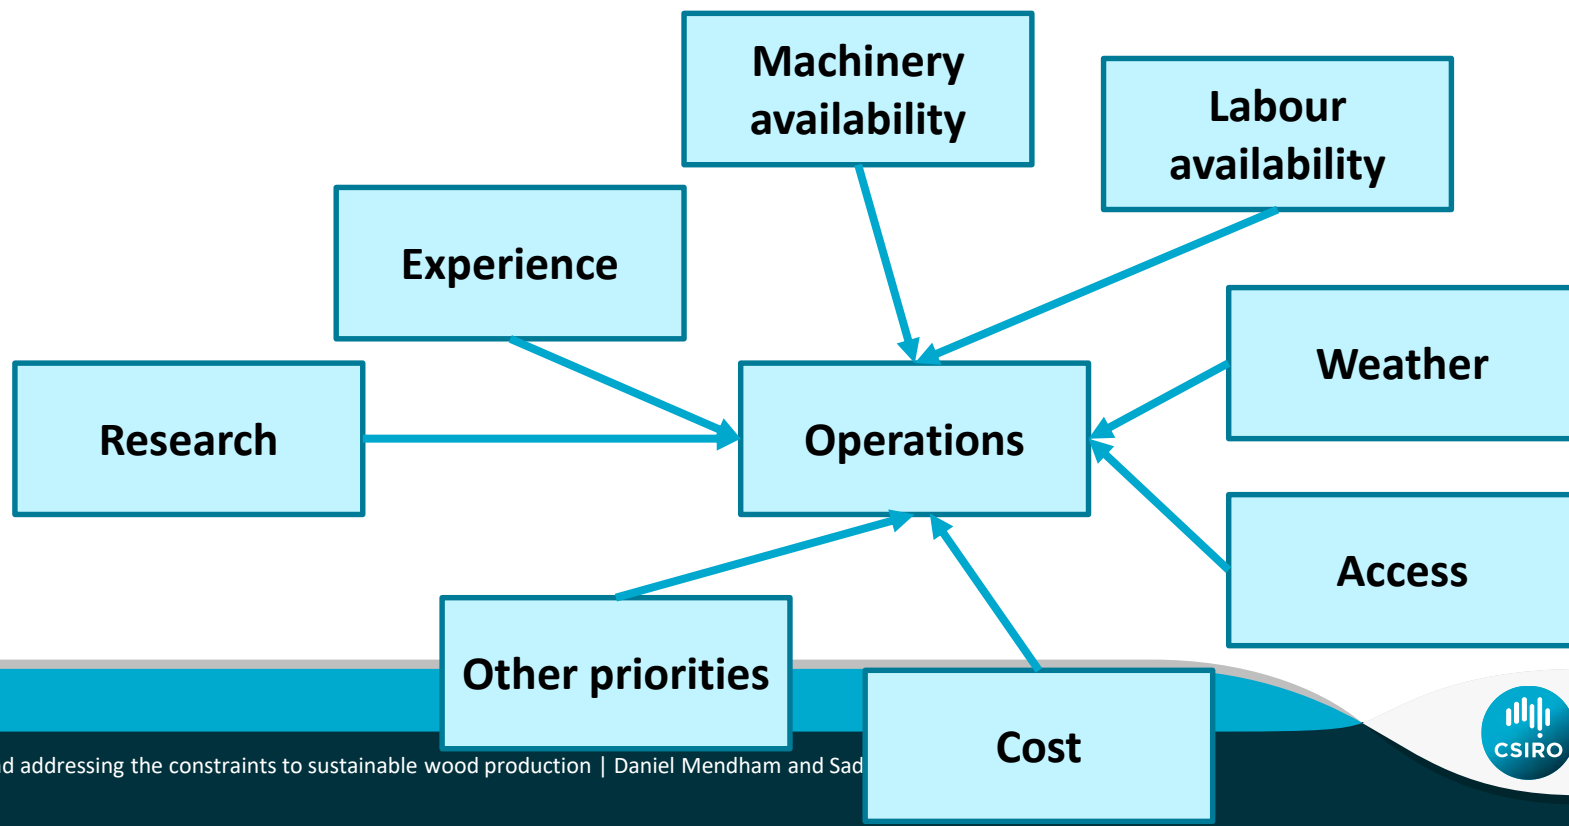 Machinery
availability
Labour
availability
Experience
Weather
Research
Operations
Access
Other priorities
Cost
addressing the constraints to sustainable wood production | Daniel Mendham and
CSIRO